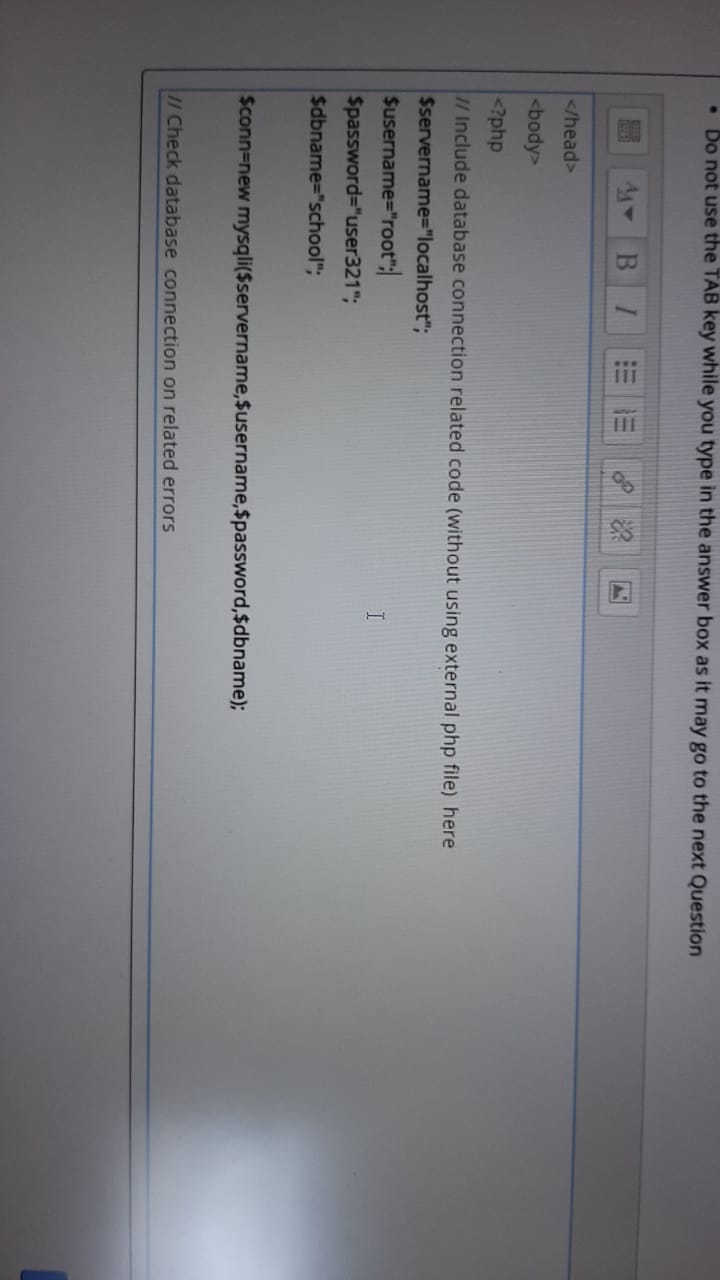 • Do not use the TAB key while you type in the answer box as it may go to the next Question
B I
</head>
<body>
<?php
// Include database connection related code (without using external php file) here
$servername="localhost";
$username="root";
$password="user321";
$dbname="school";
$conn=new mysqli($servername,$username,$password,$dbname);
// Check database connection on related errors